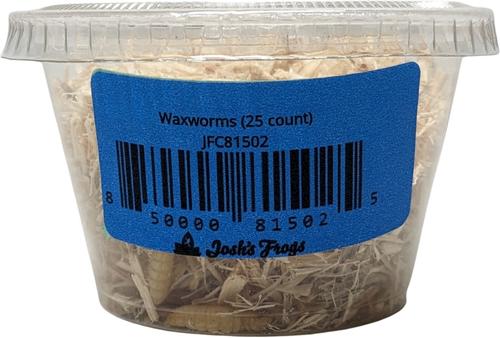 Waxworms (25 count)
JFC81502
8 50000 81502 5
Josh's Frogs